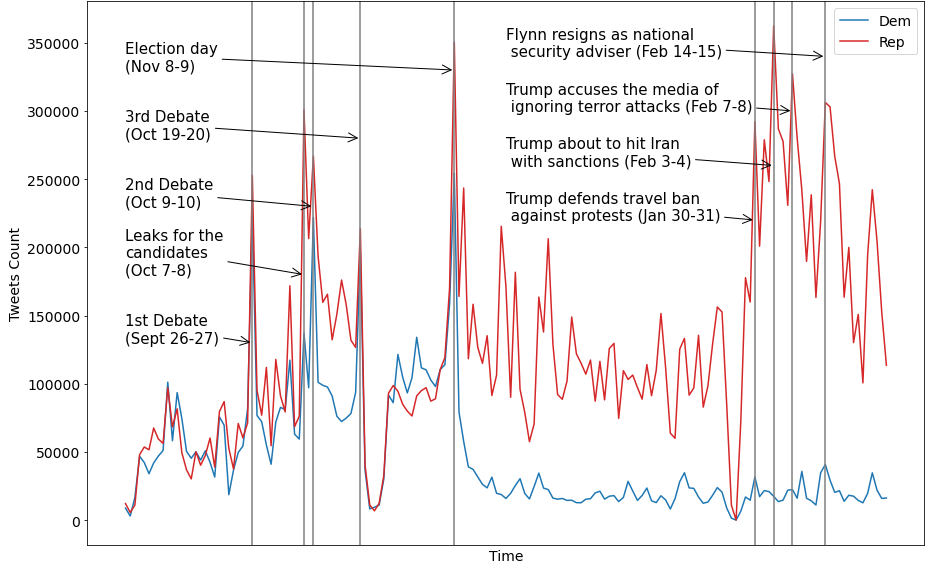 Dem
Rep
Election day
(Nov 8-9)
3rd Debate
(Oct 19-20)
2nd Debate
(Oct 9-10)
Leaks for the
candidates
(Oct 7-8)
1st Debate
(Sept 26-27)
Flynn resigns as national
security adviser (Feb 14-15)
Trump accuses the media of
ignoring terror attacks (Feb 7-8)
Trump about to hit Iran
with sanctions (Feb 3-4)
Trump defends travel ban
against protests (Jan 30-31)
350000
300000
250000
200000
150000
100000
50000
0
Tweets Count
Time